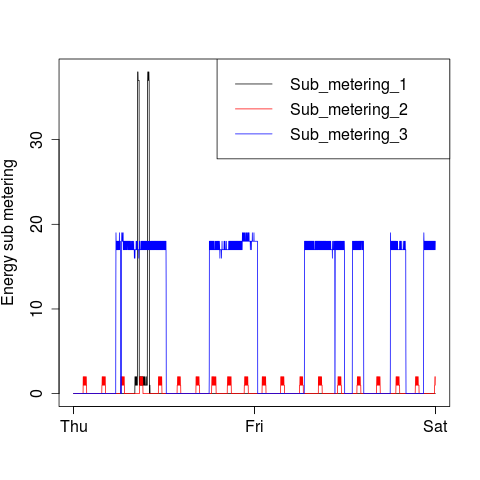 Sub_metering_1
Sub_metering_2
Sub_metering_3
Energy sub metering
30
20
10
0
Thu Fri Sat